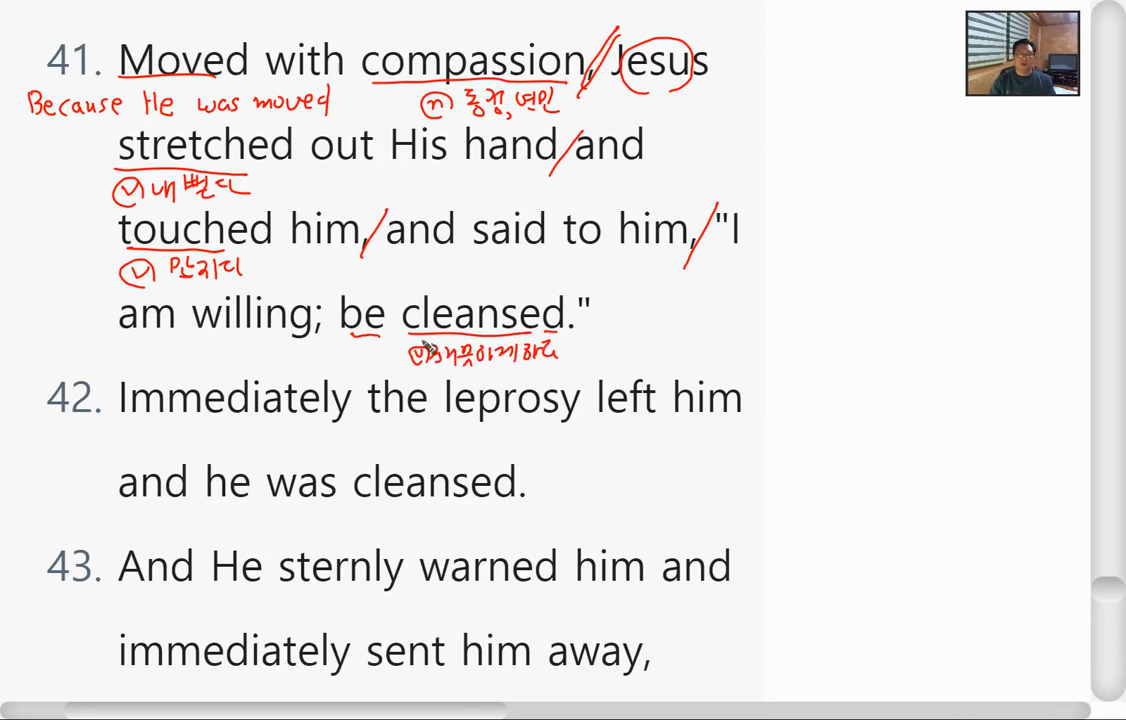 41. Moved with compassion, Jesus
Because He was moved
ⓝ 동정, 연민
stretched out His hand and
ⓥ 내뻗다
touched him, and said to him, "I
ⓥ 만지다
am willing; be cleansed."
ⓥ 깨끗하게하다
42. Immediately the leprosy left him
and he was cleansed.
43. And He sternly warned him and
immediately sent him away,